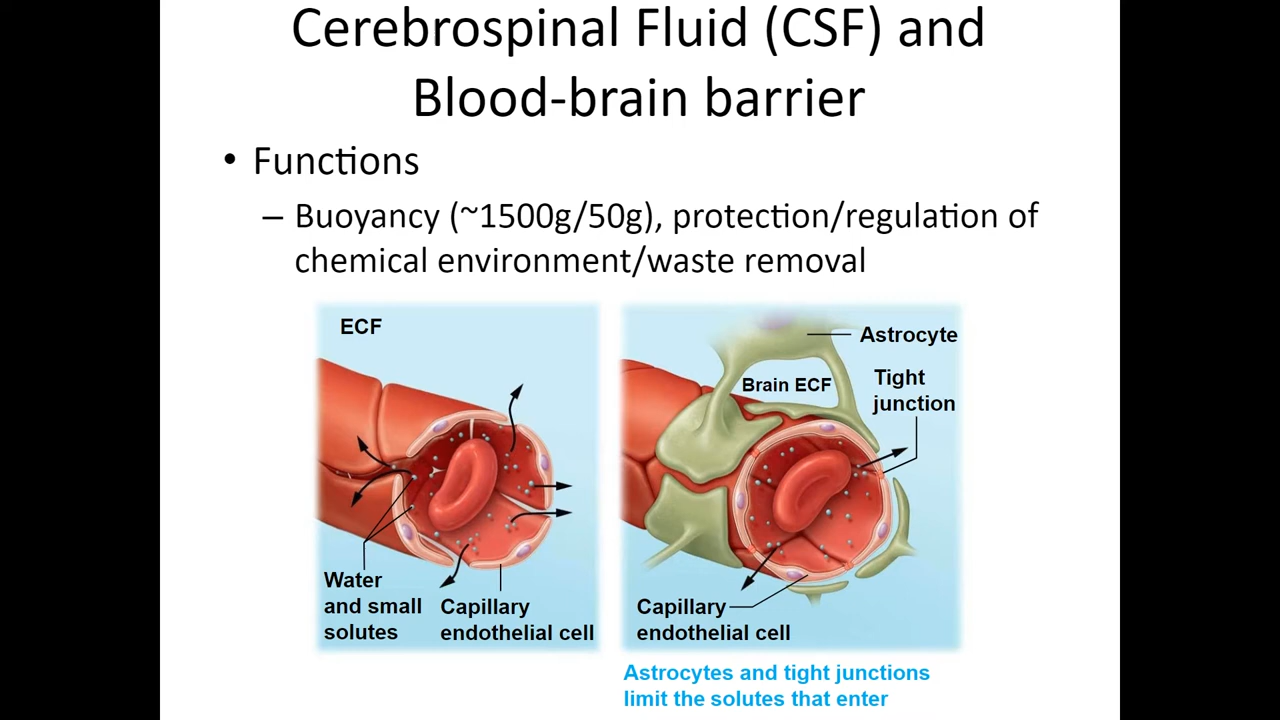 Cerebrospinal Fluid (CSF) and
Blood-brain barrier
• Functions
– Buoyancy (~1500g/50g), protection/regulation of
chemical environment/waste removal
ECF
Water
and small
solutes
Capillary
endothelial cell
Astrocyte
Brain ECF
Tight
junction
Capillary
endothelial cell
Astrocytes and tight junctions
limit the solutes that enter